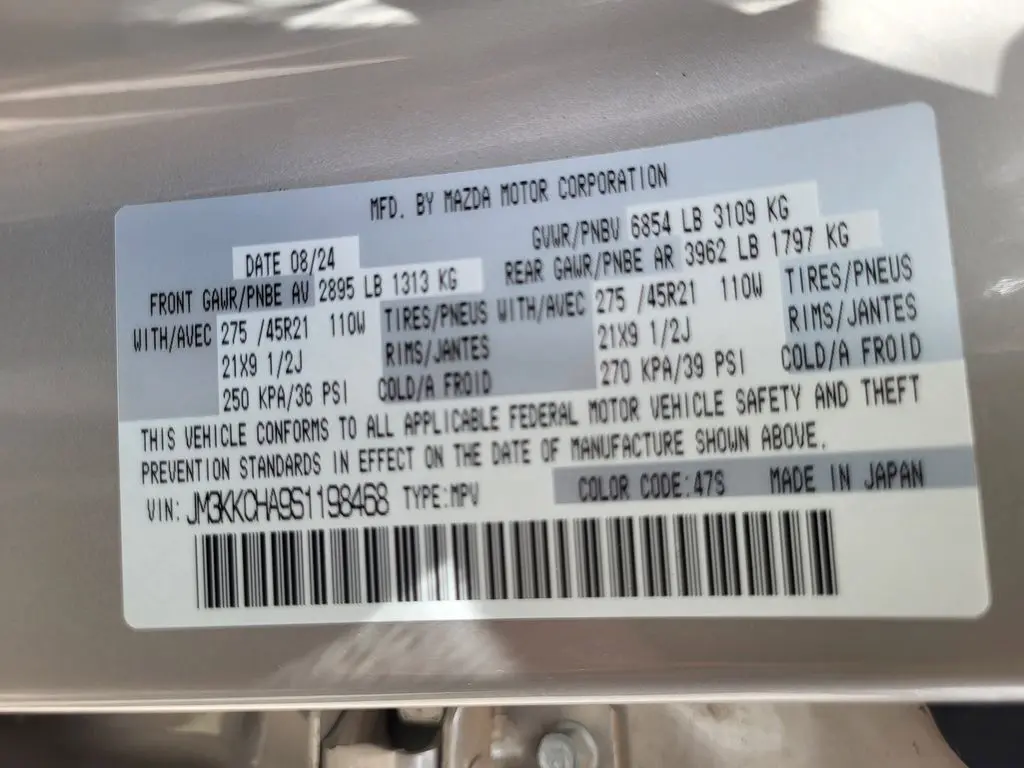 MFD. BY MAZDA MOTOR CORPORATION
DATE 08/24 GVWR/PNBV 6854 LB 3109 KG
FRONT GAWR/PNBE AV 2895 LB 1313 KG REAR GAWR/PNBE AR 3962 LB 1797 KG
WITH/AVEC 275 /45R21 110W TIRES/PNEUS WITH/AVEC 275 /45R21 110W TIRES/PNEUS
21X9 1/2J RIMS/JANTES 21X9 1/2J RIMS/JANTES
250 KPA/36 PSI COLD/A FROID 270 KPA/39 PSI COLD/A FROID
THIS VEHICLE CONFORMS TO ALL APPLICABLE FEDERAL MOTOR VEHICLE SAFETY AND THEFT
PREVENTION STANDARDS IN EFFECT ON THE DATE OF MANUFACTURE SHOWN ABOVE.
VIN: JM3KKCHA9S1198468 TYPE:MPV COLOR CODE:47S MADE IN JAPAN